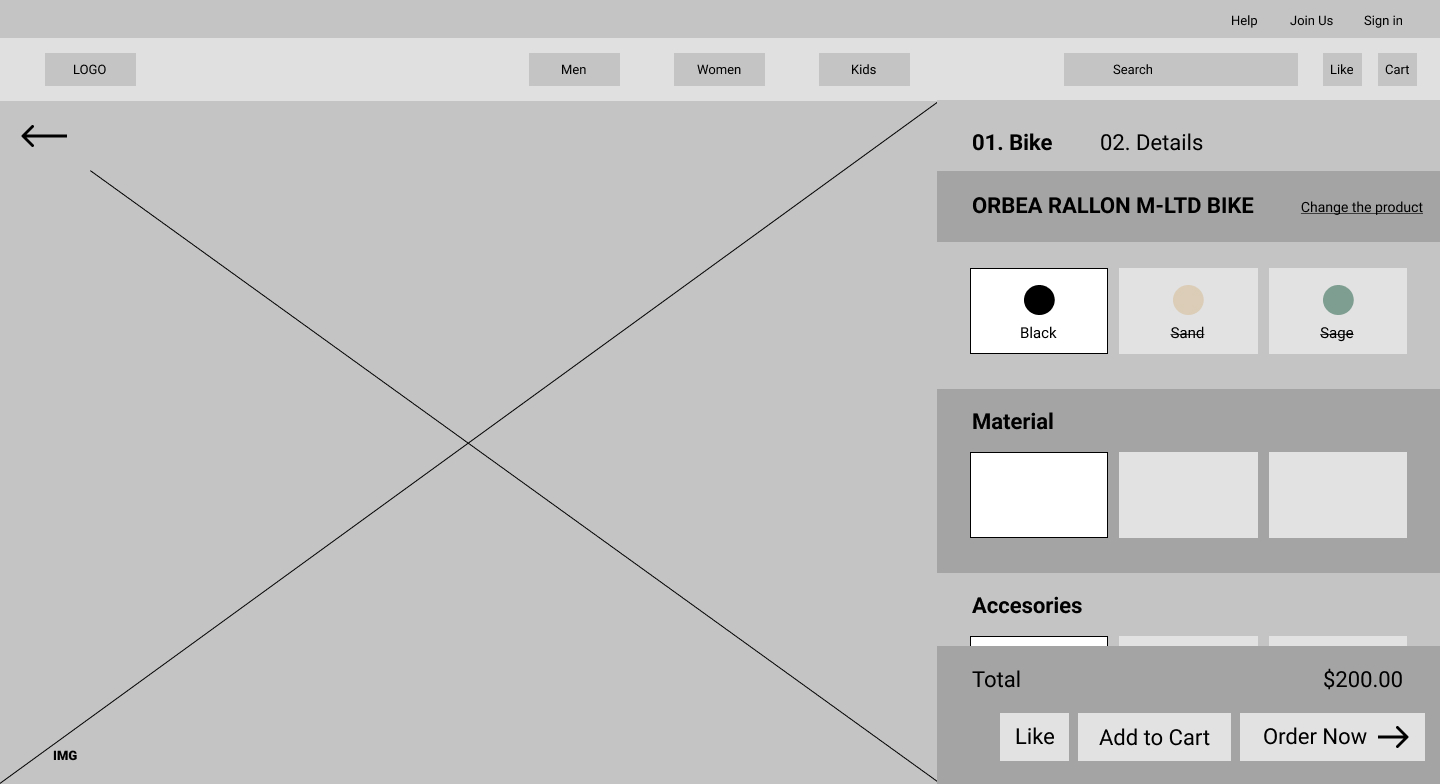 Help Join Us Sign in
LOGO Men Women Kids Search Like Cart
01. Bike 02. Details
ORBEA RALLON M-LTD BIKE Change the product
Black Sand Sage
Material
Accesories
Total $200.00
Like Add to Cart Order Now
IMG